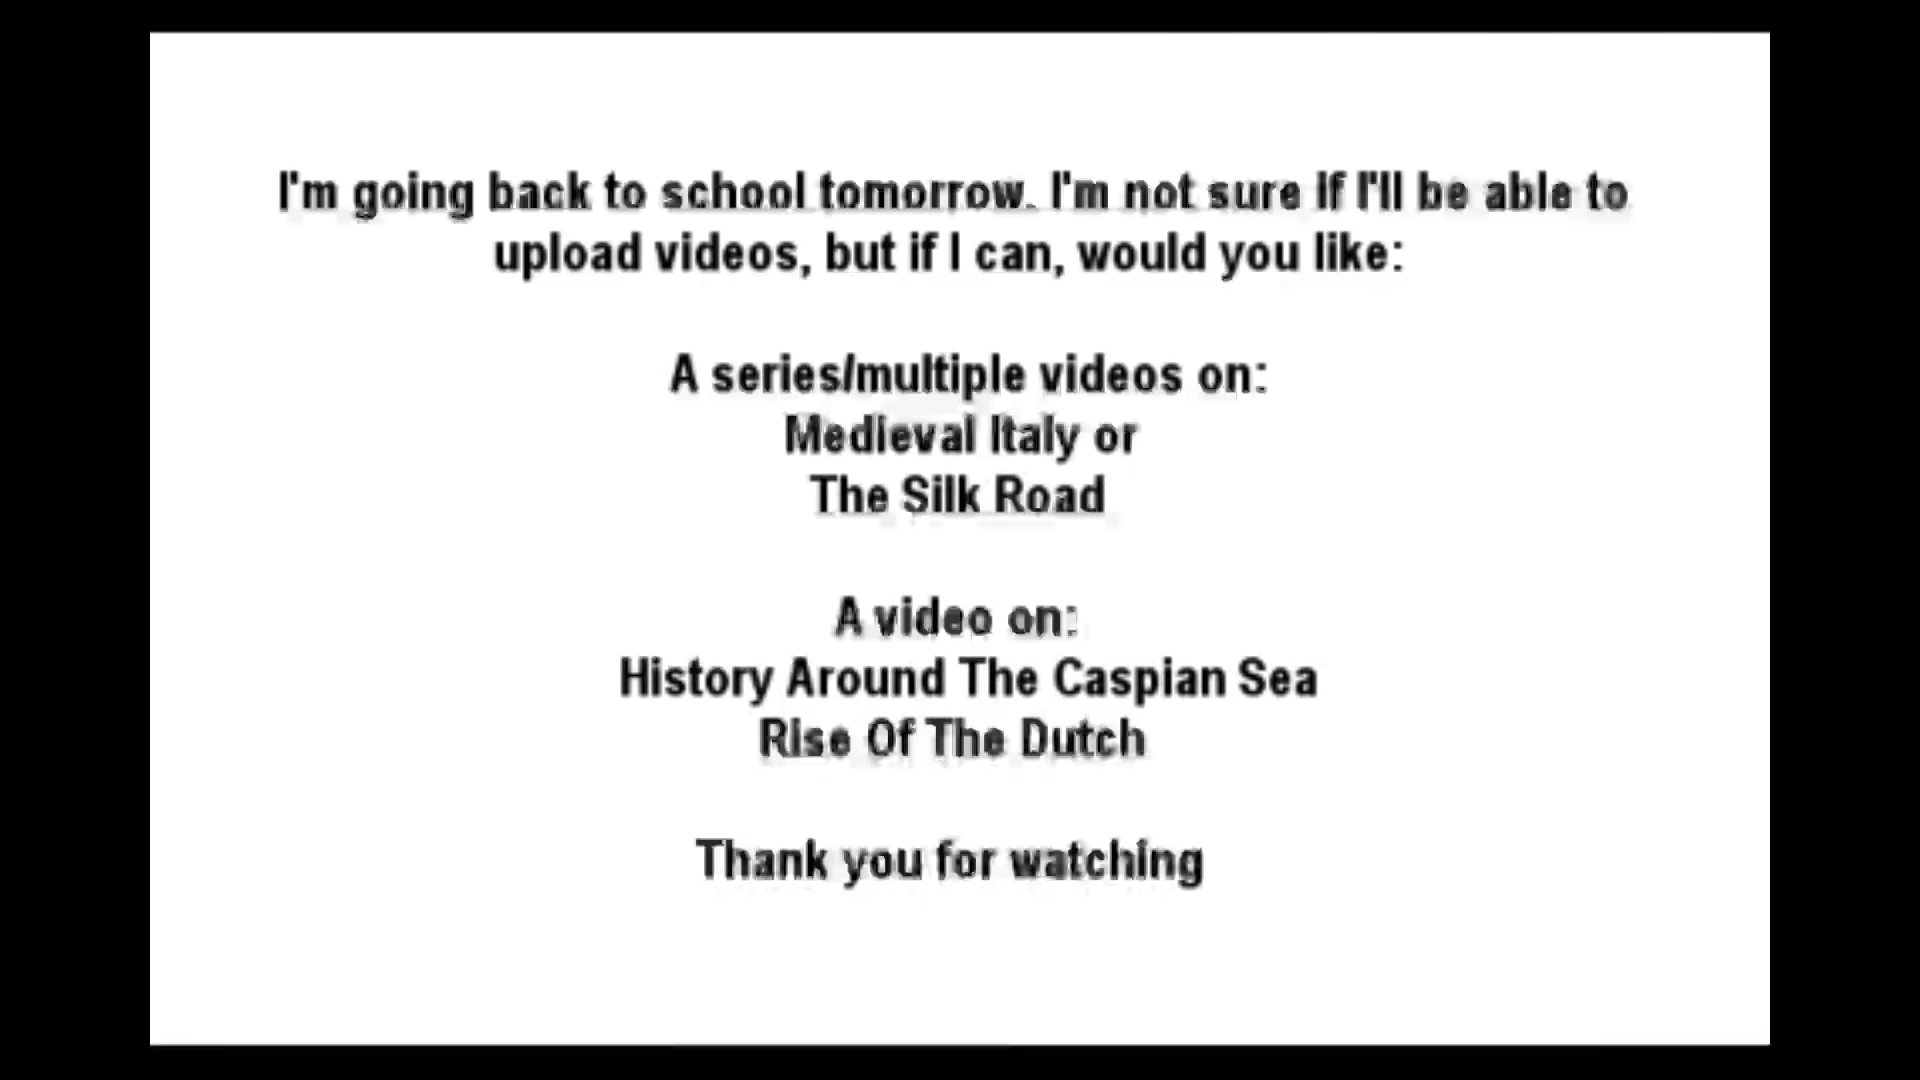 I'm going back to school tomorrow. I'm not sure if I'll be able to
upload videos, but if I can, would you like:
A series/multiple videos on:
Medieval Italy or
The Silk Road
A video on:
History Around The Caspian Sea
Rise Of The Dutch
Thank you for watching